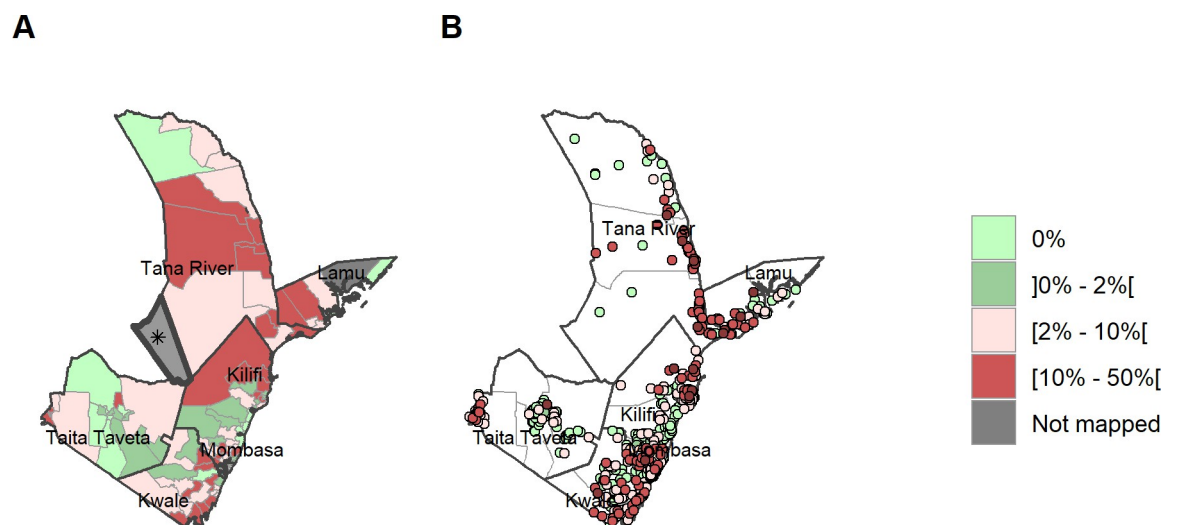 A
B
Tana River
Lamu
Kilifi
Taita Taveta
Mombasa
Kwale
*
Tana River
Lamu
Kilifi
Taita Taveta
Mombasa
Kwale
0%
]0% - 2%[
[2% - 10%[
[10% - 50%[
Not mapped